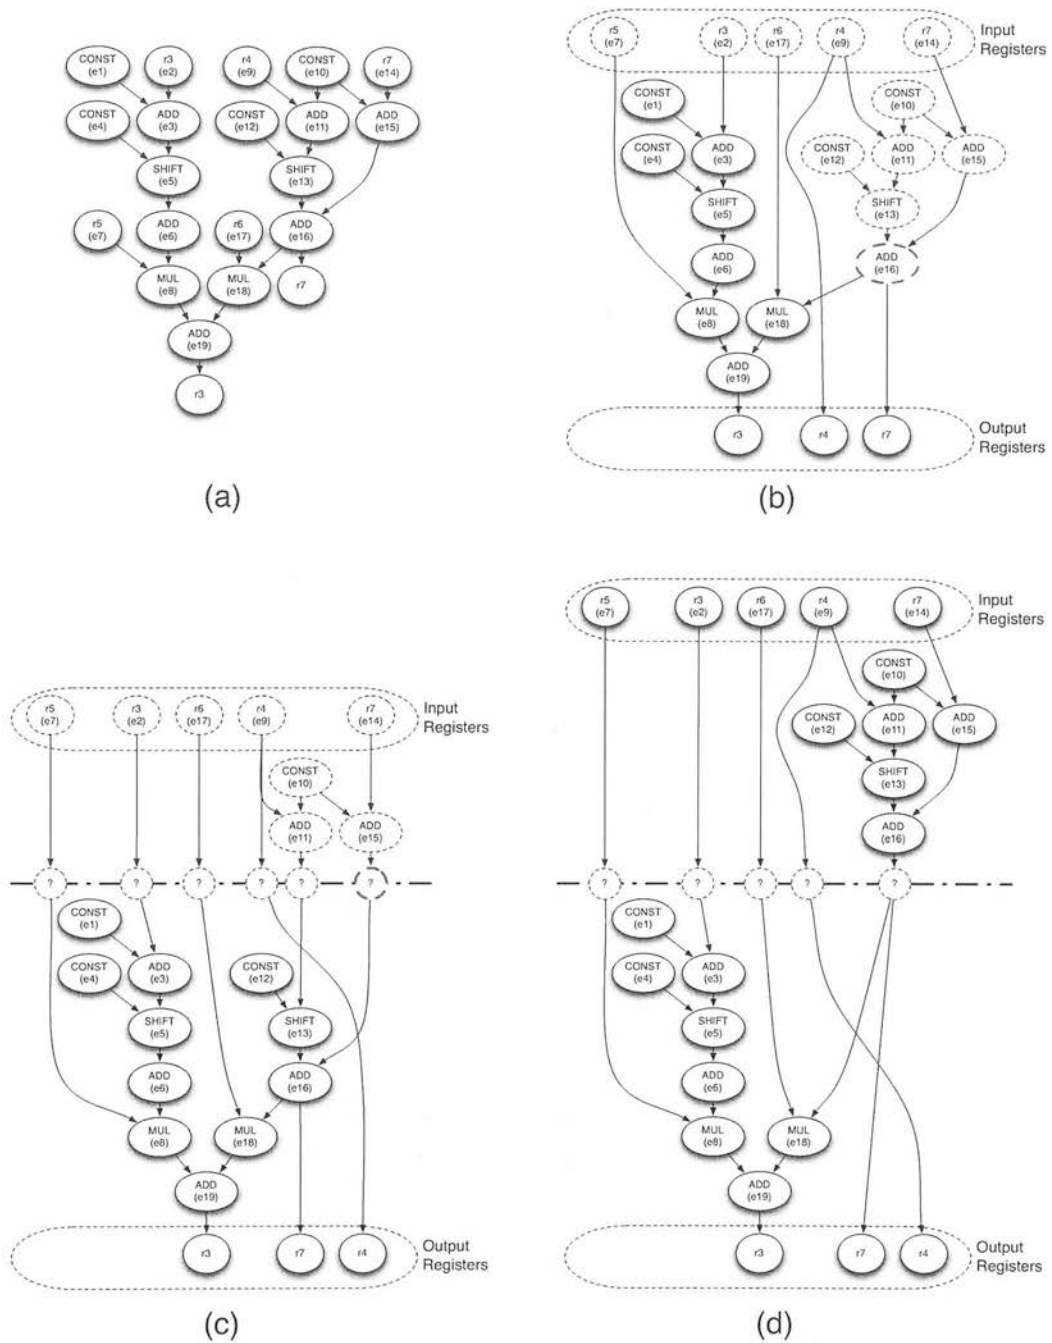 CONST
(e1)
r3
(e2)
r4
(e9)
CONST
(e10)
r7
(e14)
CONST
(e4)
ADD
(e3)
CONST
(e12)
ADD
(e11)
ADD
(e15)
SHIFT
(e5)
SHIFT
(e13)
r5
(e7)
ADD
(e6)
r6
(e17)
ADD
(e16)
MUL
(e8)
MUL
(e18)
r7
ADD
(e19)
r3
(a)
r5
(e7)
r3
(e2)
r6
(e17)
r4
(e9)
r7
(e14)
Input
Registers
CONST
(e1)
CONST
(e10)
CONST
(e4)
ADD
(e3)
CONST
(e12)
ADD
(e11)
ADD
(e15)
SHIFT
(e5)
SHIFT
(e13)
ADD
(e6)
ADD
(e16)
MUL
(e8)
MUL
(e18)
ADD
(e19)
r3
r4
r7
Output
Registers
(b)
r5
(e7)
r3
(e2)
r6
(e17)
r4
(e9)
r7
(e14)
Input
Registers
CONST
(e10)
ADD
(e11)
ADD
(e15)
? ? ? ? ? ?
CONST
(e1)
CONST
(e4)
ADD
(e3)
CONST
(e12)
SHIFT
(e5)
SHIFT
(e13)
ADD
(e6)
ADD
(e16)
MUL
(e8)
MUL
(e18)
ADD
(e19)
r3
r7
r4
Output
Registers
(c)
r5
(e7)
r3
(e2)
r6
(e17)
r4
(e9)
r7
(e14)
Input
Registers
CONST
(e10)
CONST
(e12)
ADD
(e11)
ADD
(e15)
SHIFT
(e13)
ADD
(e16)
? ? ? ? ?
CONST
(e1)
CONST
(e4)
ADD
(e3)
SHIFT
(e5)
ADD
(e6)
MUL
(e8)
MUL
(e18)
ADD
(e19)
r3
r7
r4
Output
Registers
(d)